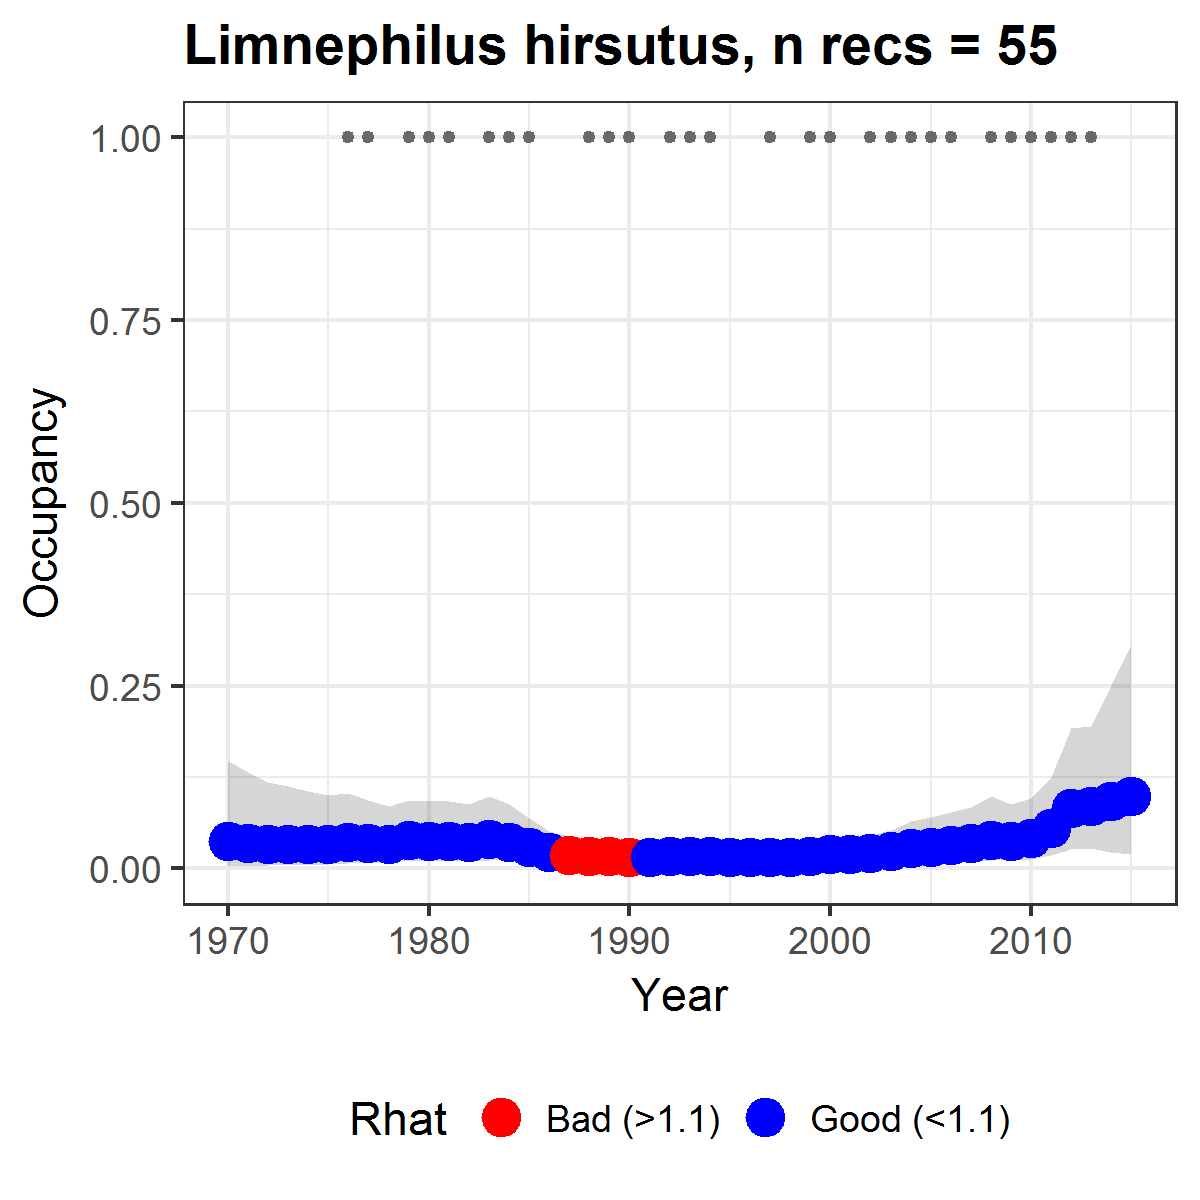 Limnephilus hirsutus, n recs = 55
1.00
0.75
0.50
0.25
0.00
Occupancy
1970 1980 1990 2000 2010
Year
Rhat Bad (>1.1) Good (<1.1)